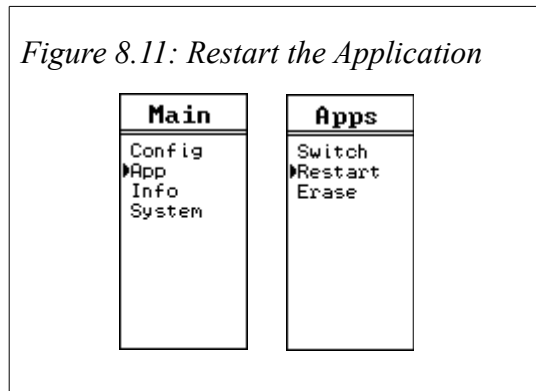 Figure 8.11: Restart the Application
Main
Config
App
Info
System
Apps
Switch
Restart
Erase